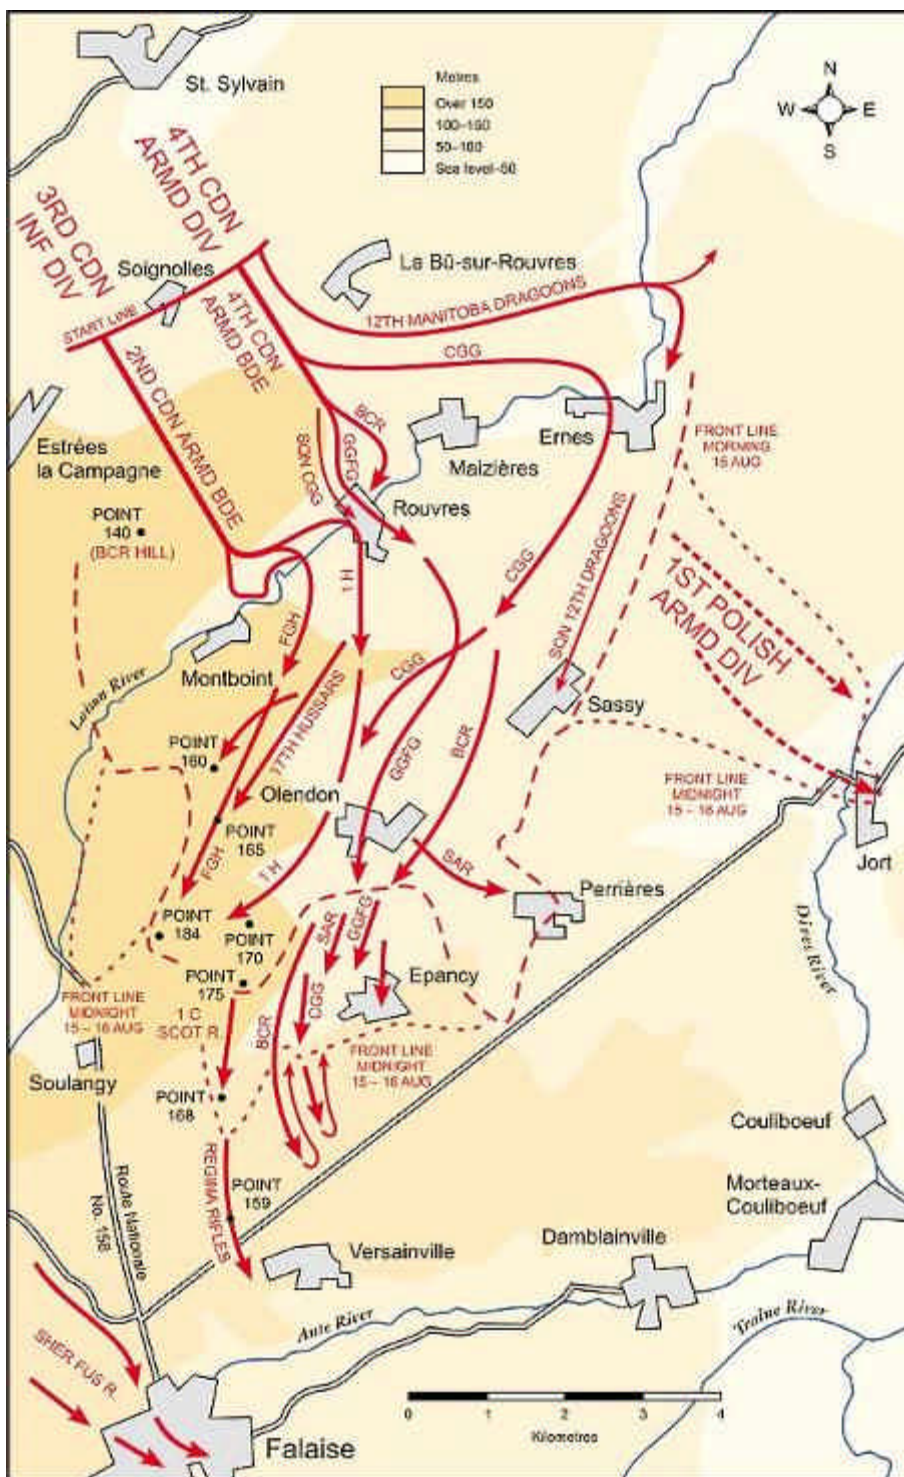 St. Sylvain
Metres
Over 150
100–150
50–100
Sea level–50
N
W
E
S
4TH CDN
ARMD DIV
3RD CDN
INF DIV
Soignolles
START LINE
La Bû-sur-Rouvres
12TH MANITOBA DRAGOONS
4TH CDN
ARMD BDE
2ND CDN ARMD BDE
CGG
BCR
GGFG
SQN CGG
Estrées
la Campagne
Maizières
Ernes
FRONT LINE
MORNING
15 AUG
Rouvres
POINT
140
(BCR HILL)
CGG
SQN 12TH DRAGOONS
1ST POLISH
ARMD DIV
1 H
FGH
Montboint
Laison River
CGG
GGFG
BCR
Sassy
17TH HUSSARS
POINT
160
Olendon
FRONT LINE
MIDNIGHT
15 – 16 AUG
POINT
165
FGH
1 H
SAR
Jort
Perrières
POINT
184
POINT
170
SAR
GGFG
Dives River
POINT
175
Epancy
CGG
FRONT LINE
MIDNIGHT
15 – 16 AUG
1 C
SCOT R.
BCR
FRONT LINE
MIDNIGHT
15 – 16 AUG
Soulangy
POINT
168
Couliboeuf
REGINA RIFLES
POINT
159
Route Nationale
No. 158
Morteaux-
Couliboeuf
Versainville
Damblainville
Ante River
Traine River
SHER FUS R.
0
1
2
3
4
Kilometres
Falaise